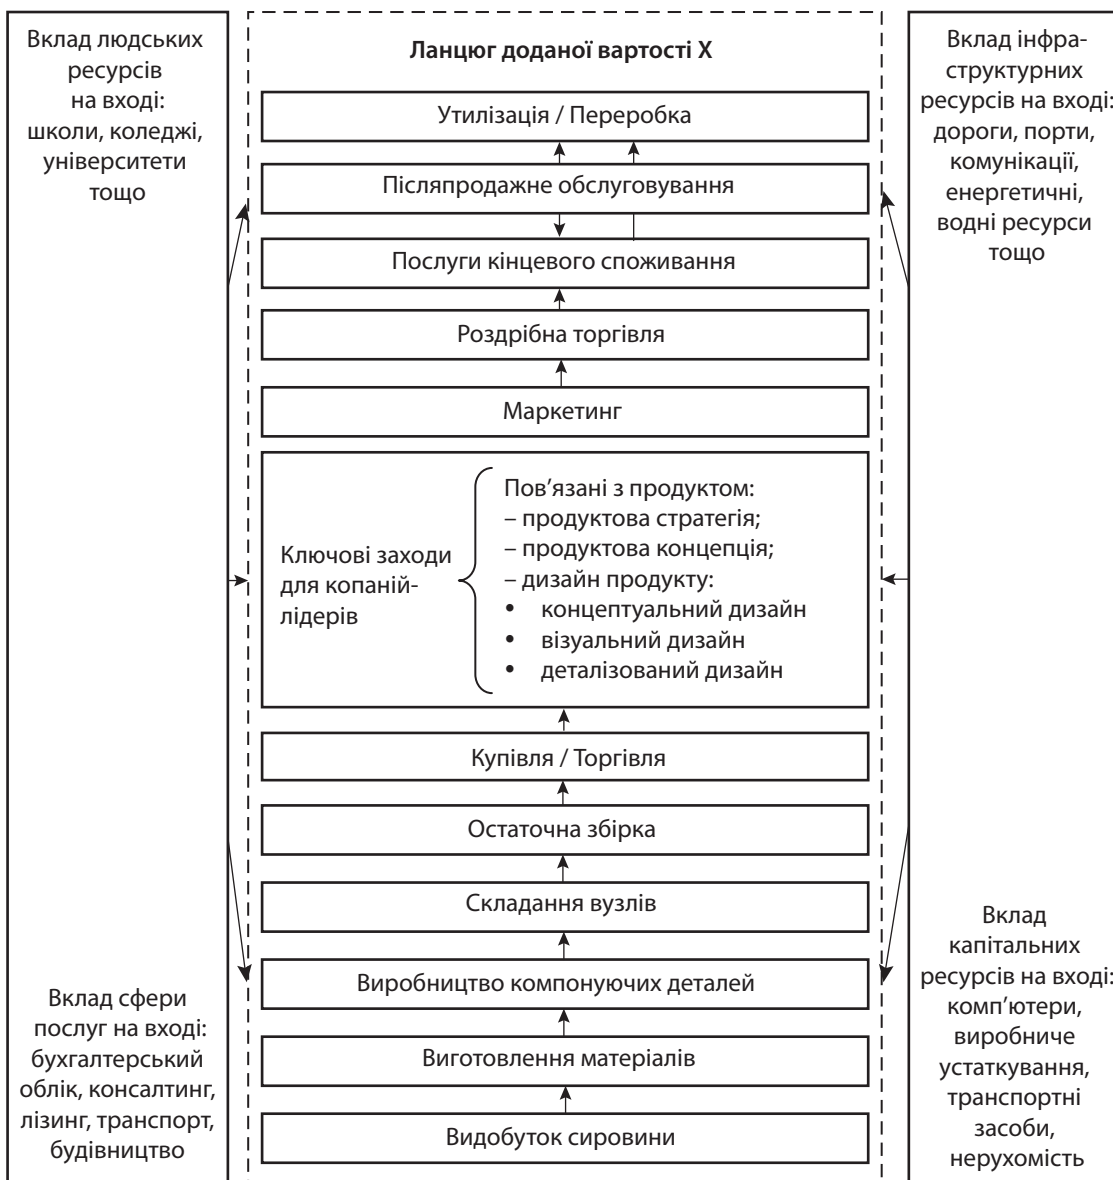 Вклад людських
ресурсів
на вході:
школи, коледжі,
університети
тощо
Вклад сфери
послуг на вході:
бухгалтерський
облік, консалтинг,
лізинг, транспорт,
будівництво
Ланцюг доданої вартості X
Утилізація / Переробка
Післяпродажне обслуговування
Послуги кінцевого споживання
Роздрібна торгівля
Маркетинг
Ключові заходи
для копаній-
лідерів
Пов’язані з продуктом:
– продуктова стратегія;
– продуктова концепція;
– дизайн продукту:
• концептуальний дизайн
• візуальний дизайн
• деталізований дизайн
Купівля / Торгівля
Остаточна збірка
Складання вузлів
Виробництво компонуючих деталей
Виготовлення матеріалів
Видобуток сировини
Вклад інфра-
структурних
ресурсів на вході:
дороги, порти,
комунікації,
енергетичні,
водні ресурси
тощо
Вклад
капітальних
ресурсів на вході:
комп’ютери,
виробниче
устаткування,
транспортні
засоби,
нерухомість